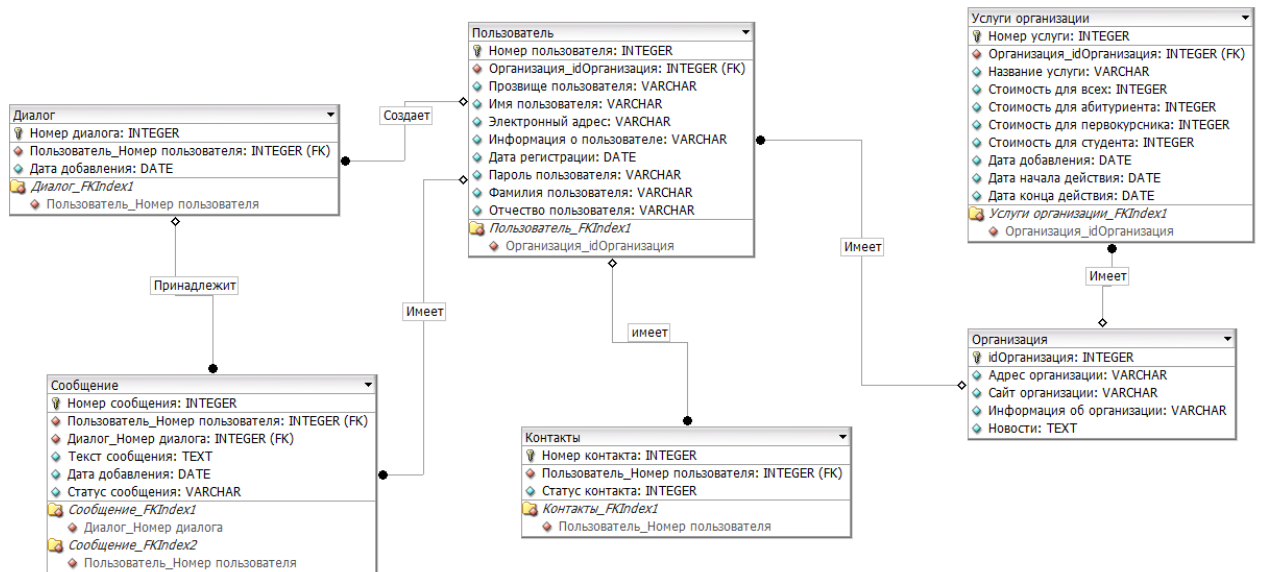 Диалог
Номер диалога: INTEGER
Пользователь_Номер пользователя: INTEGER (FK)
Дата добавления: DATE
Диалог_FKIndex1
Пользователь_Номер пользователя
Создает
Пользователь
Номер пользователя: INTEGER
Организация_idОрганизация: INTEGER (FK)
Прозвище пользователя: VARCHAR
Имя пользователя: VARCHAR
Электронный адрес: VARCHAR
Информация о пользователе: VARCHAR
Дата регистрации: DATE
Пароль пользователя: VARCHAR
Фамилия пользователя: VARCHAR
Отчество пользователя: VARCHAR
Пользователь_FKIndex1
Организация_idОрганизация
Услуги организации
Номер услуги: INTEGER
Организация_idОрганизация: INTEGER (FK)
Название услуги: VARCHAR
Стоимость для всех: INTEGER
Стоимость для абитуриента: INTEGER
Стоимость для первокурсника: INTEGER
Стоимость для студента: INTEGER
Дата добавления: DATE
Дата начала действия: DATE
Дата конца действия: DATE
Услуги организации_FKIndex1
Организация_idОрганизация
Принадлежит
Имеет
имеет
Имеет
Имеет
Сообщение
Номер сообщения: INTEGER
Пользователь_Номер пользователя: INTEGER (FK)
Диалог_Номер диалога: INTEGER (FK)
Текст сообщения: TEXT
Дата добавления: DATE
Статус сообщения: VARCHAR
Сообщение_FKIndex1
Диалог_Номер диалога
Сообщение_FKIndex2
Пользователь_Номер пользователя
Контакты
Номер контакта: INTEGER
Пользователь_Номер пользователя: INTEGER (FK)
Статус контакта: INTEGER
Контакты_FKIndex1
Пользователь_Номер пользователя
Организация
idОрганизация: INTEGER
Адрес организации: VARCHAR
Сайт организации: VARCHAR
Информация об организации: VARCHAR
Новости: TEXT